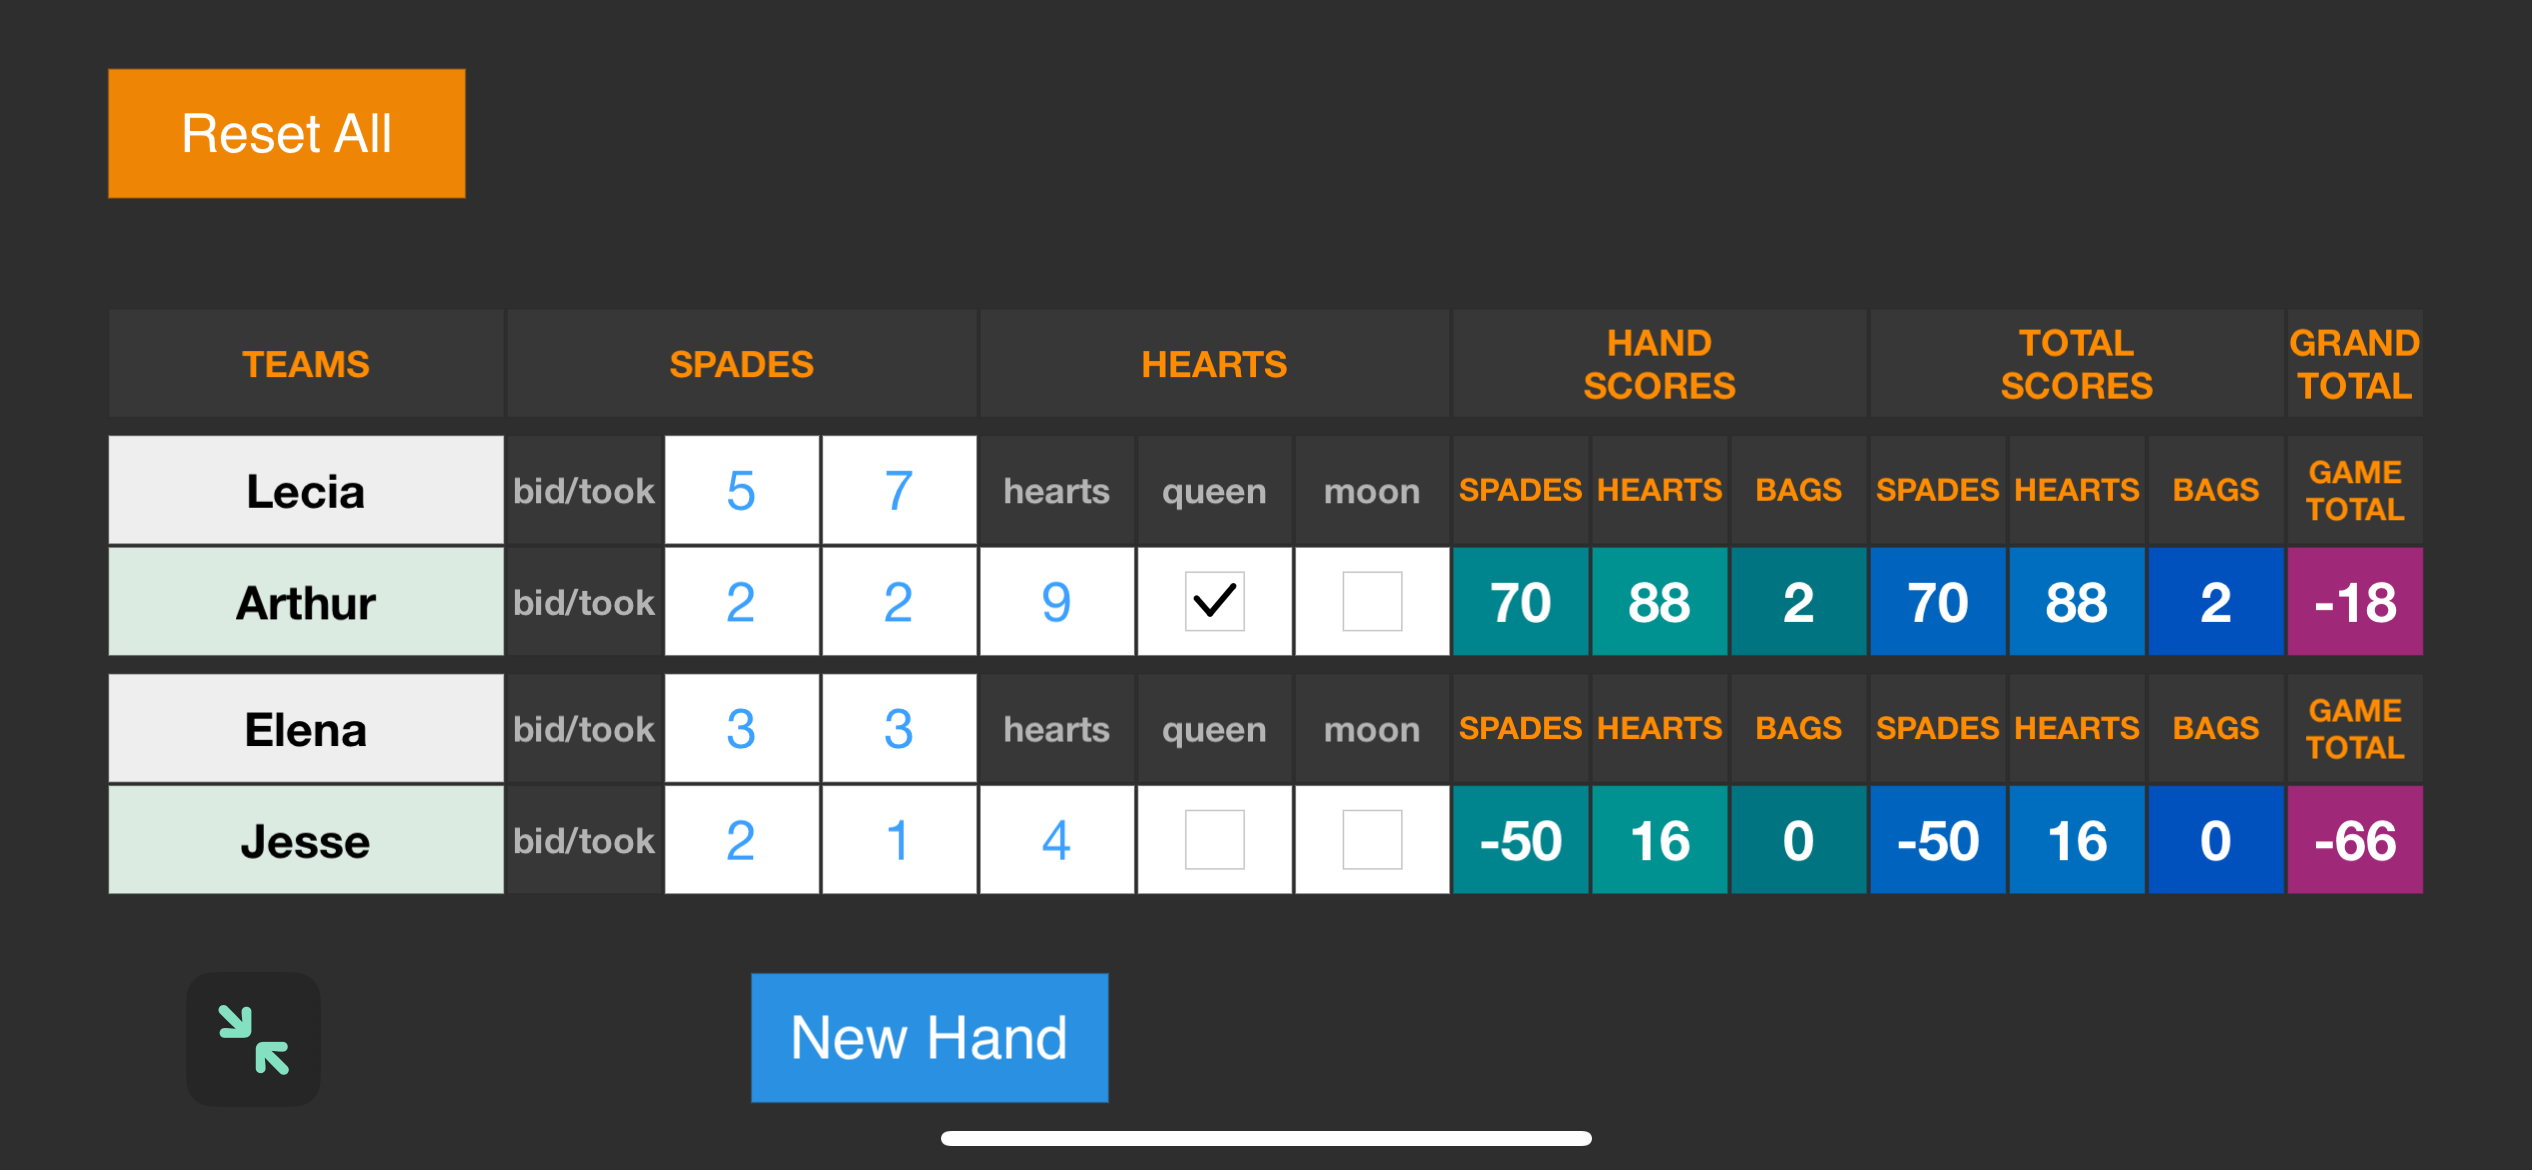 Reset All
TEAMS SPADES HEARTS HAND SCORES TOTAL SCORES GRAND TOTAL
Lecia bid/took 5 7 hearts queen moon SPADES HEARTS BAGS SPADES HEARTS BAGS GAME TOTAL
Arthur bid/took 2 2 9 70 88 2 70 88 2 -18
Elena bid/took 3 3 hearts queen moon SPADES HEARTS BAGS SPADES HEARTS BAGS GAME TOTAL
Jesse bid/took 2 1 4 -50 16 0 -50 16 0 -66
New Hand